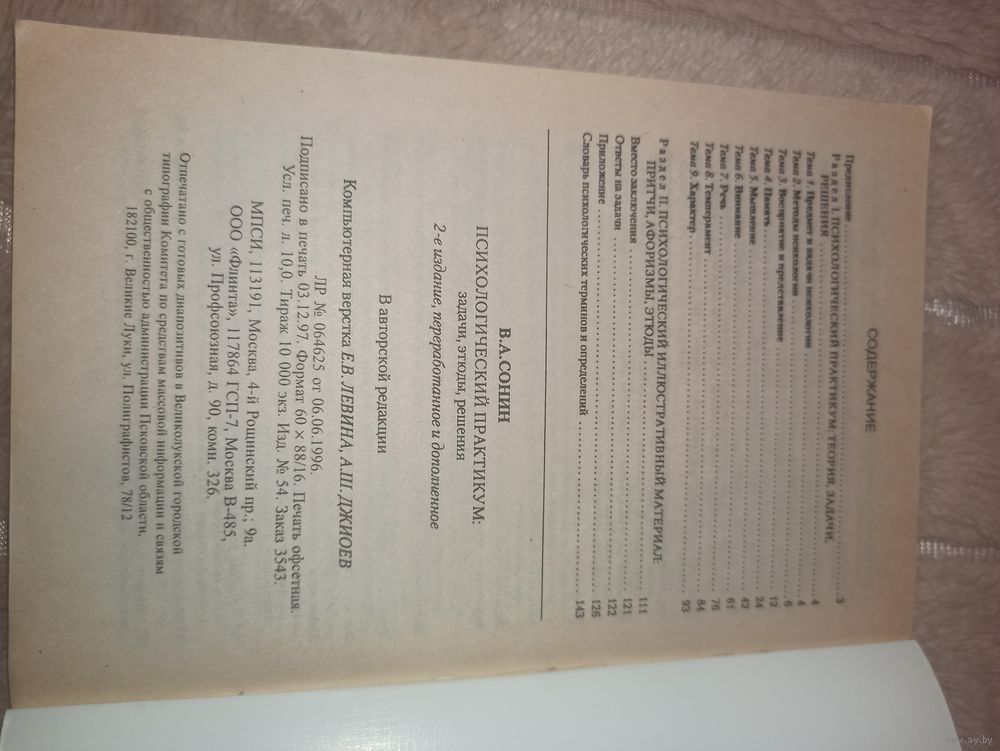 СОДЕРЖАНИЕ
Предисловие ........ 3
Раздел I. ПСИХОЛОГИЧЕСКИЙ ПРАКТИКУМ: ТЕОРИЯ, ЗАДАЧИ,
РЕШЕНИЯ ........ 4
Тема 1. Предмет и задачи психологии ........ 4
Тема 2. Методы психологии ........ 6
Тема 3. Восприятие и представление ........ 12
Тема 4. Память ........ 24
Тема 5. Мышление ........ 42
Тема 6. Внимание ........ 61
Тема 7. Речь ........ 76
Тема 8. Темперамент ........ 84
Тема 9. Характер ........ 93
Раздел II. ПСИХОЛОГИЧЕСКИЙ ИЛЛЮСТРАТИВНЫЙ МАТЕРИАЛ:
ПРИТЧИ, АФОРИЗМЫ, ЭТЮДЫ ........ 111
Вместо заключения ........ 121
Ответы на задачи ........ 122
Приложение ........ 126
Словарь психологических терминов и определений ........ 143
В.А.СОНИН
ПСИХОЛОГИЧЕСКИЙ ПРАКТИКУМ:
задачи, этюды, решения
2-е издание, переработанное и дополненное
В авторской редакции
Компьютерная верстка Е.В. ЛЕВИНА, А.Ш. ДЖИОЕВ
ЛР № 064625 от 06.06.1996.
Подписано в печать 03.12.97. Формат 60 × 88/16. Печать офсетная.
Усл. печ. л. 10,0. Тираж 10 000 экз. Изд. № 54. Заказ 3543.
МПСИ, 113191, Москва, 4-й Рощинский пр.; 9а.
ООО «Флинта», 117864 ГСП-7, Москва В-485,
ул. Профсоюзная, д. 90, комн. 326.
Отпечатано с готовых диапозитивов в Великолукской городской
типографии Комитета по средствам массовой информации и связям
с общественностью администрации Псковской области,
182100, г. Великие Луки, ул. Полиграфистов, 78/12
www.ay.by